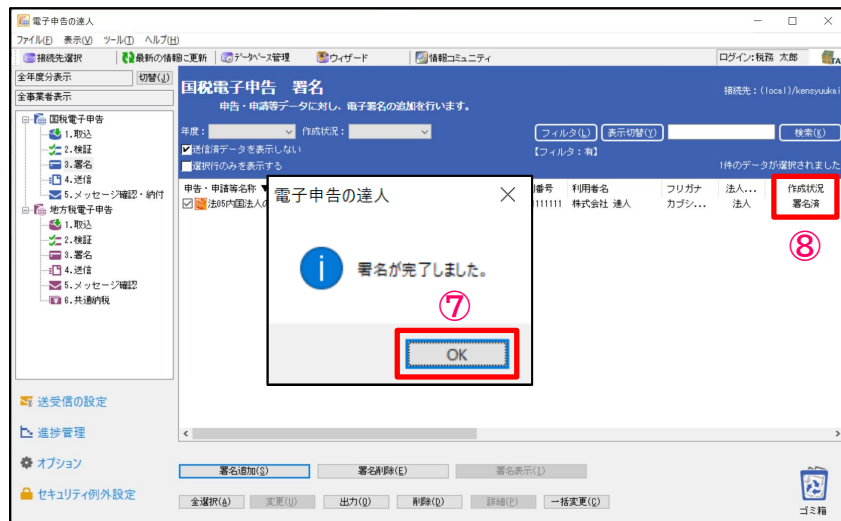 電子申告の達人
ファイル(F) 表示(V) ツール(T) ヘルプ(H)
接続先選択 最新の情報に更新 データベース管理 ウィザード 情報コミュニティ ログイン:税務 太郎 TA
全年度分表示 切替(J)
全事業者表示
国税電子申告
1.取込
2.検証
3.署名
4.送信
5.メッセージ確認・納付
地方税電子申告
1.取込
2.検証
3.署名
4.送信
5.メッセージ確認
6.共通納税
送受信の設定
進捗管理
オプション
セキュリティ例外設定
国税電子申告 署名
申告・申請等データに対し、電子署名の追加を行います。
接続先：(local)/kensyuukai
年度： 作成状況： フィルタ(L) 表示切替(Y) 検索(K)
送信済データを表示しない 【フィルタ：有】
選択行のみを表示する 1件のデータが選択されました
申告・申請等名称 ▼ 番号 利用者名 フリガナ 法人... 作成状況
法05内国法人の 1111111 株式会社 達人 カブシ... 法人 署名済
⑧
電子申告の達人
署名が完了しました。
⑦
OK
署名追加(S) 署名削除(E) 署名表示(I)
全選択(A) 変更(U) 出力(O) 削除(D) 詳細(P) 一括変更(C)
ゴミ箱